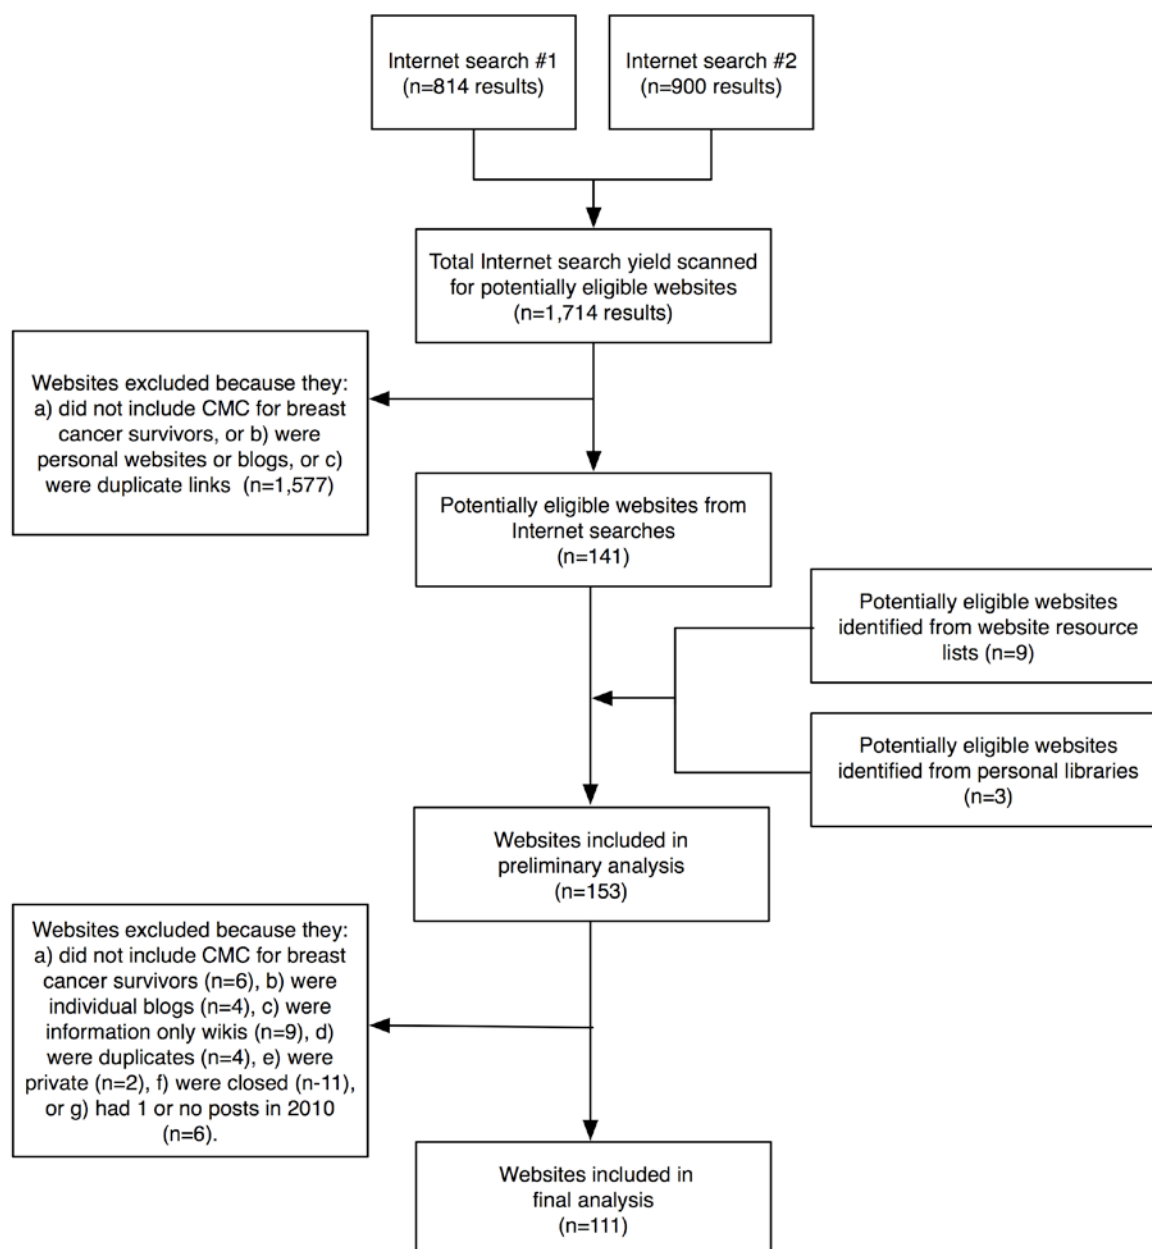 Internet search #1
(n=814 results)
Internet search #2
(n=900 results)
Total Internet search yield scanned
for potentially eligible websites
(n=1,714 results)
Websites excluded because they:
a) did not include CMC for breast
cancer survivors, or b) were
personal websites or blogs, or c)
were duplicate links (n=1,577)
Potentially eligible websites from
Internet searches
(n=141)
Potentially eligible websites
identified from website resource
lists (n=9)
Potentially eligible websites
identified from personal libraries
(n=3)
Websites included in
preliminary analysis
(n=153)
Websites excluded because they:
a) did not include CMC for breast
cancer survivors (n=6), b) were
individual blogs (n=4), c) were
information only wikis (n=9), d)
were duplicates (n=4), e) were
private (n=2), f) were closed (n-11),
or g) had 1 or no posts in 2010
(n=6).
Websites included in
final analysis
(n=111)